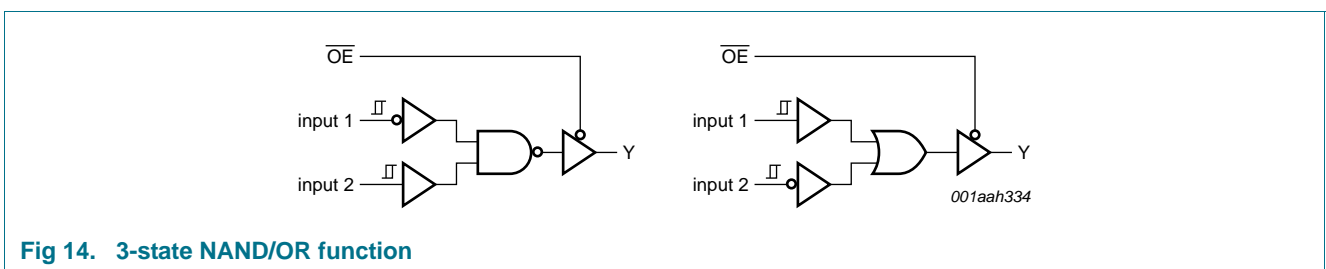 OE OE
input 1 Y input 1 Y
input 2 input 2
001aah334
Fig 14. 3-state NAND/OR function